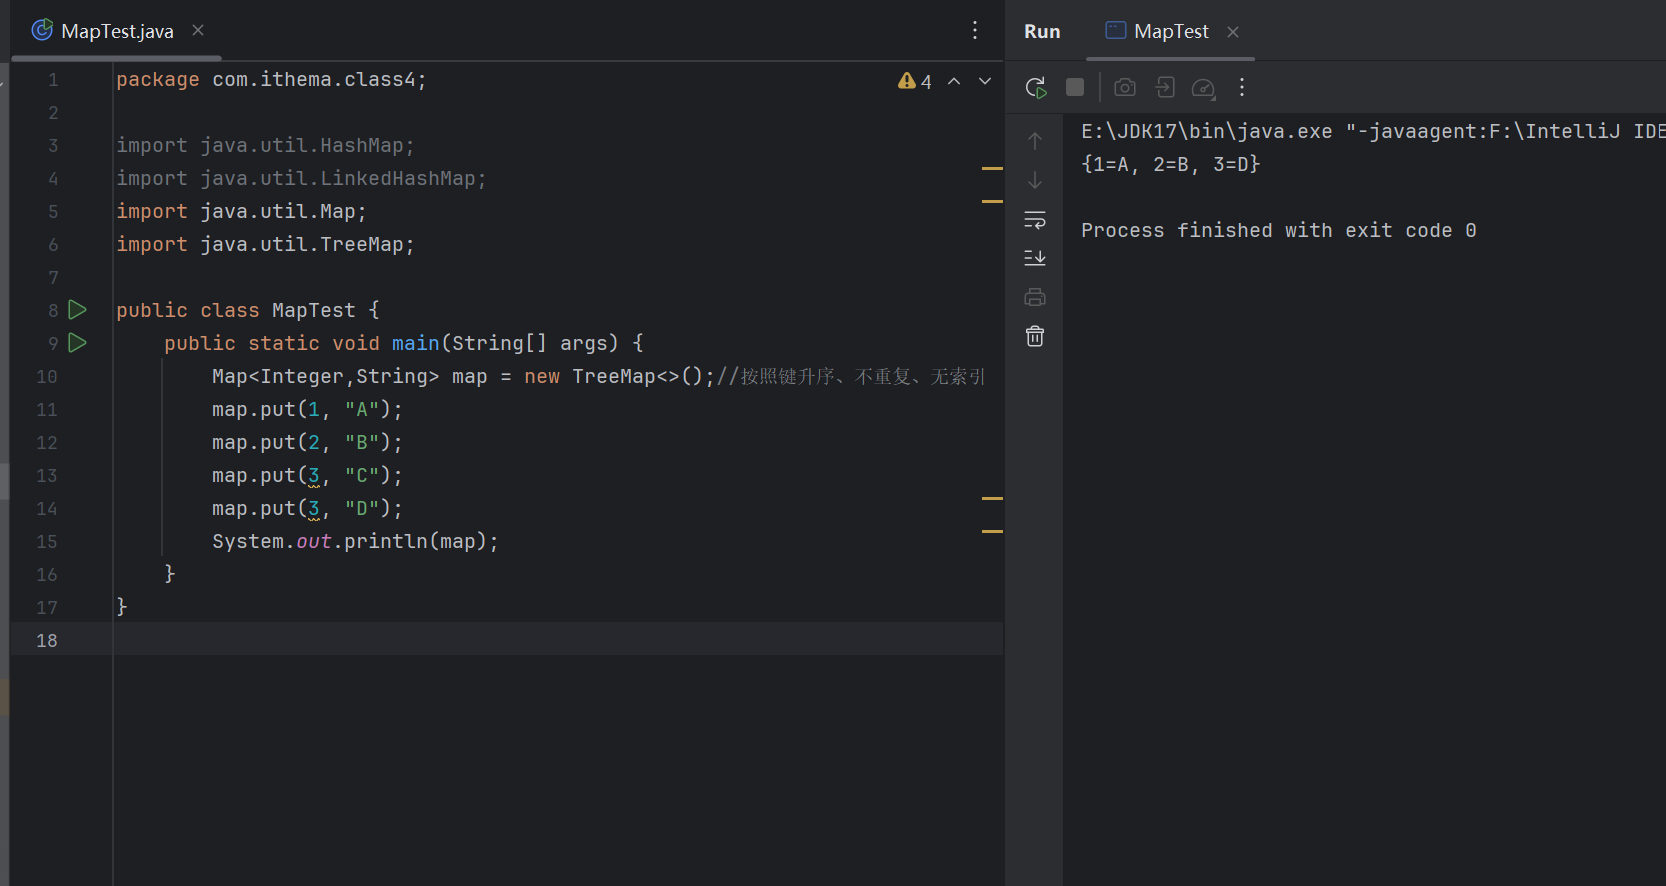 MapTest.java
4
1 package com.ithema.class4;
2
3 import java.util.HashMap;
4 import java.util.LinkedHashMap;
5 import java.util.Map;
6 import java.util.TreeMap;
7
8 public class MapTest {
9 public static void main(String[] args) {
10 Map<Integer,String> map = new TreeMap<>();//按照键升序、不重复、无索引
11 map.put(1, "A");
12 map.put(2, "B");
13 map.put(3, "C");
14 map.put(3, "D");
15 System.out.println(map);
16 }
17 }
18
Run MapTest
E:\JDK17\bin\java.exe "-javaagent:F:\IntelliJ IDE
{1=A, 2=B, 3=D}
Process finished with exit code 0